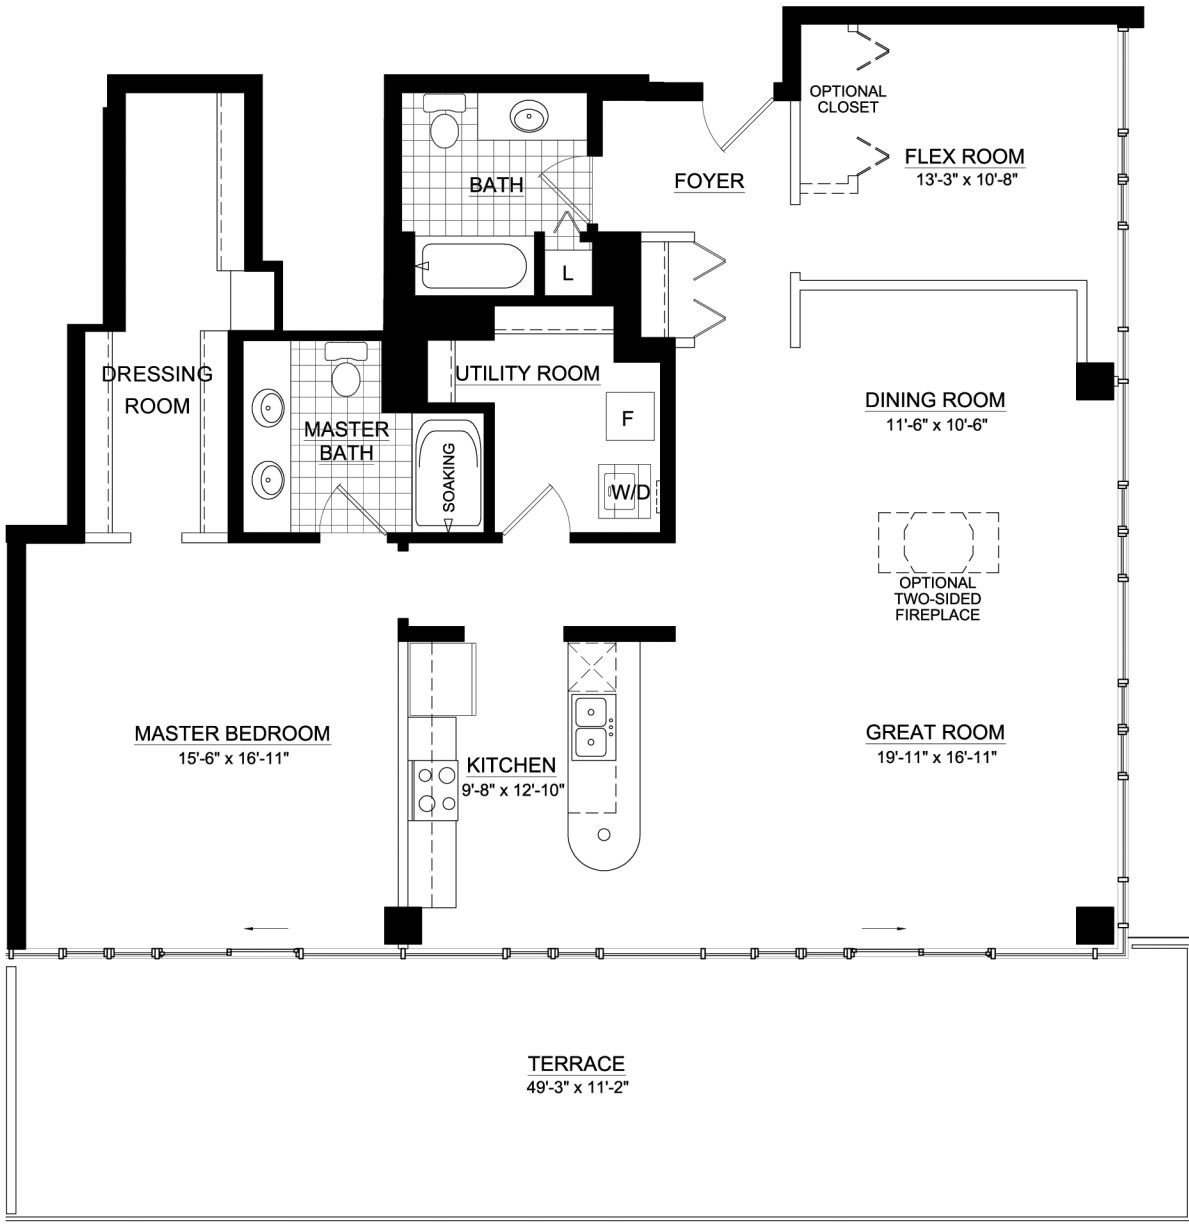 OPTIONAL
CLOSET
FLEX ROOM
13'-3" x 10'-8"
BATH
FOYER
L
DRESSING
ROOM
UTILITY ROOM
F
W/D
MASTER
BATH
SOAKING
DINING ROOM
11'-6" x 10'-6"
OPTIONAL
TWO-SIDED
FIREPLACE
MASTER BEDROOM
15'-6" x 16'-11"
KITCHEN
9'-8" x 12'-10"
GREAT ROOM
19'-11" x 16'-11"
TERRACE
49'-3" x 11'-2"